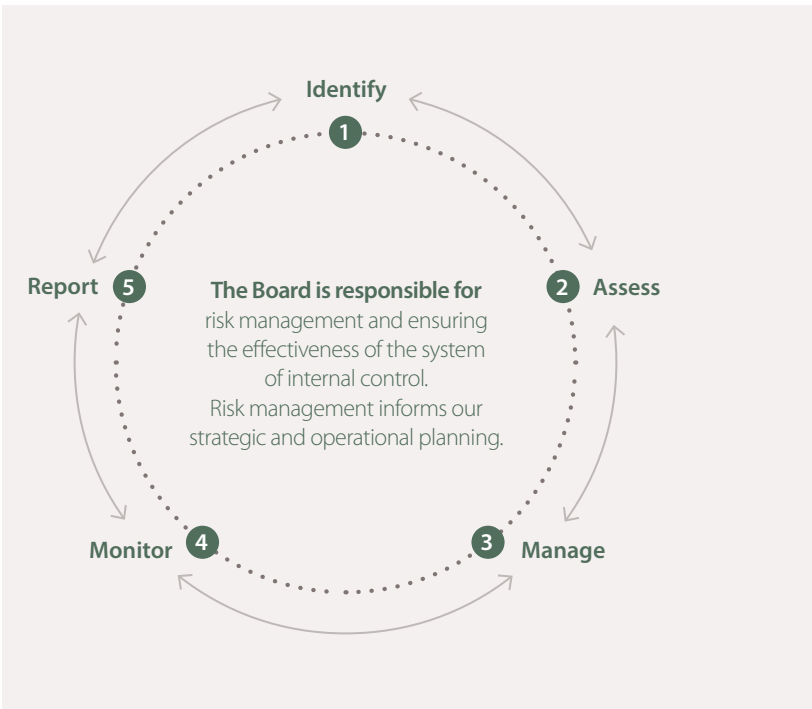 Identify
1
Report 5
2 Assess
The Board is responsible for
risk management and ensuring
the effectiveness of the system
of internal control.
Risk management informs our
strategic and operational planning.
Monitor 4
3 Manage